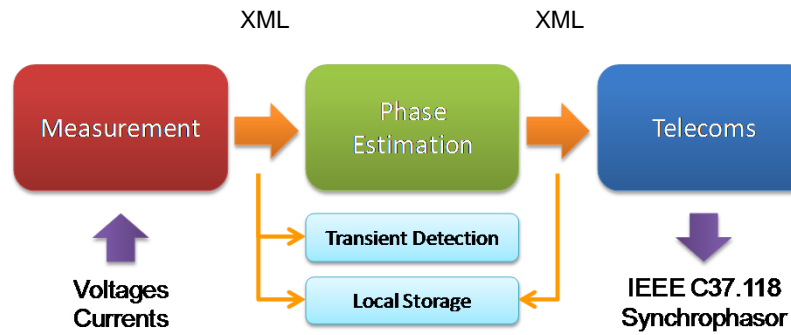 XML
XML
Measurement
Phase
Estimation
Telecoms
Transient Detection
Local Storage
Voltages
Currents
IEEE C37.118
Synchrophasor